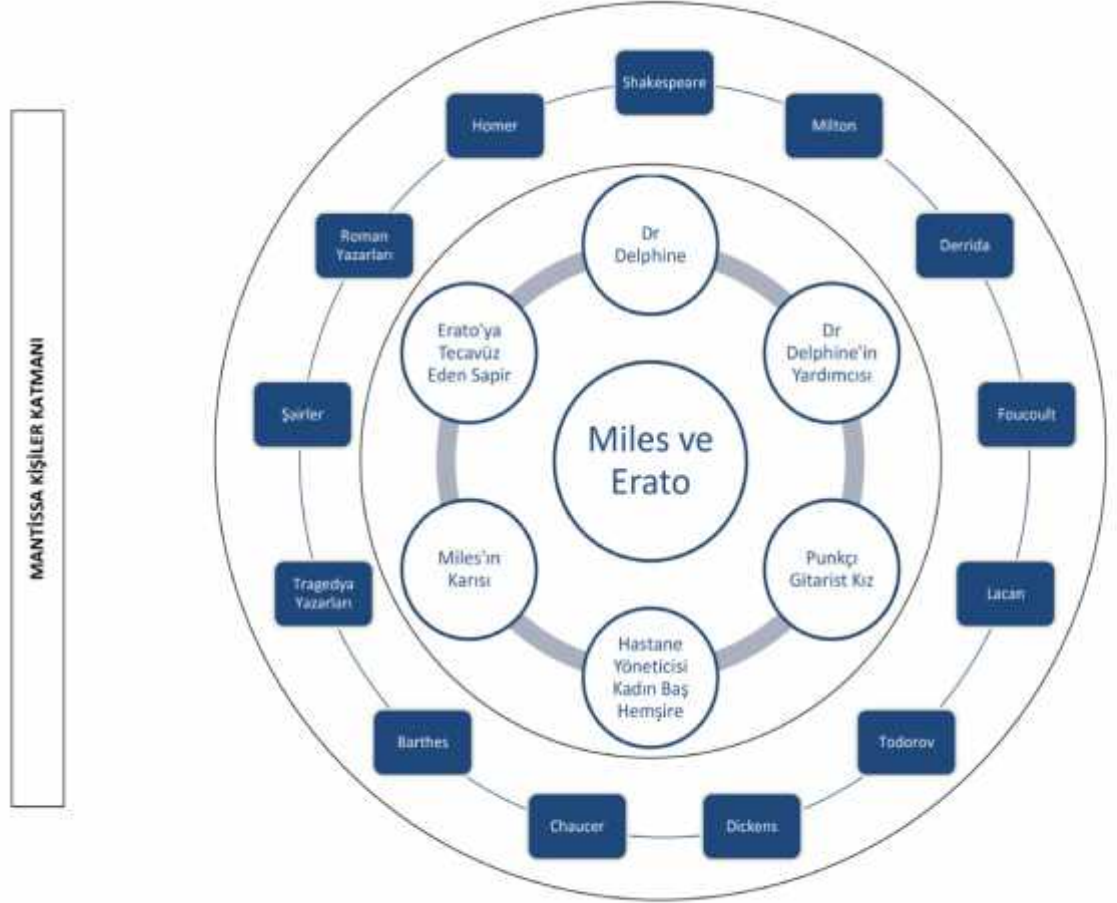 MANTİSSA KİŞİLER KATMANI
Shakespeare
Milton
Derrida
Foucoult
Lacan
Todorov
Dickens
Chaucer
Barthes
Tragedya
Yazarları
Şairler
Roman
Yazarları
Homer
Dr
Delphine
Dr
Delphine'in
Yardımcısı
Punkçı
Gitarist Kız
Hastane
Yöneticisi
Kadın Baş
Hemşire
Miles'ın
Karısı
Erato'ya
Tecavüz
Eden Sapir
Miles ve
Erato